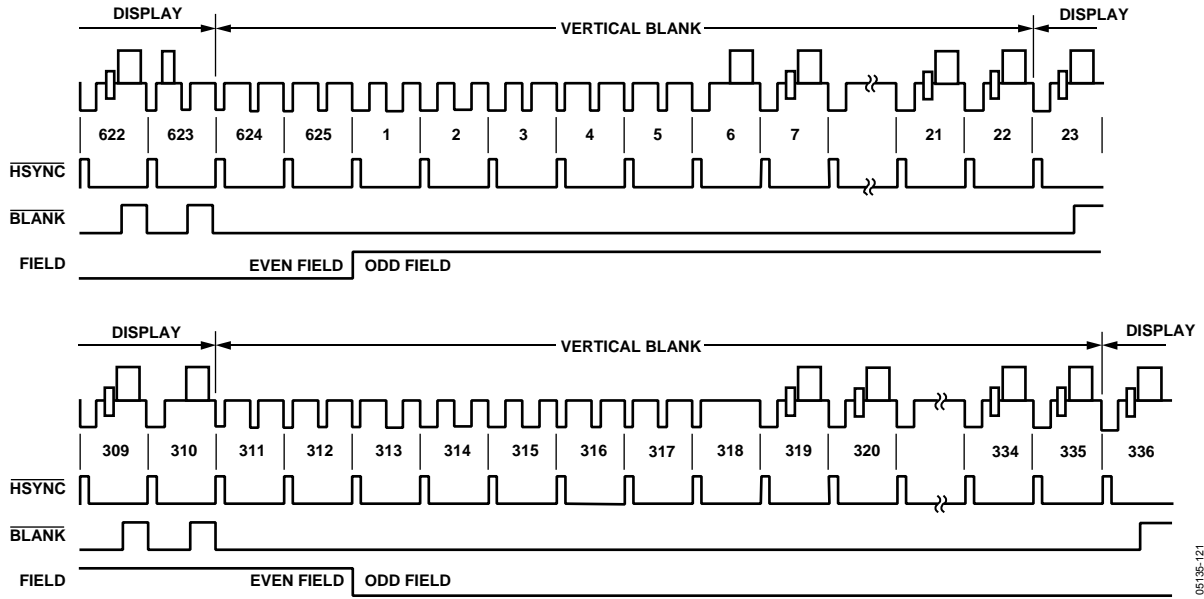 DISPLAY VERTICAL BLANK DISPLAY
622 623 624 625 1 2 3 4 5 6 7 21 22 23
HSYNC
BLANK
FIELD EVEN FIELD ODD FIELD
DISPLAY VERTICAL BLANK DISPLAY
309 310 311 312 313 314 315 316 317 318 319 320 334 335 336
HSYNC
BLANK
FIELD EVEN FIELD ODD FIELD
05135-121